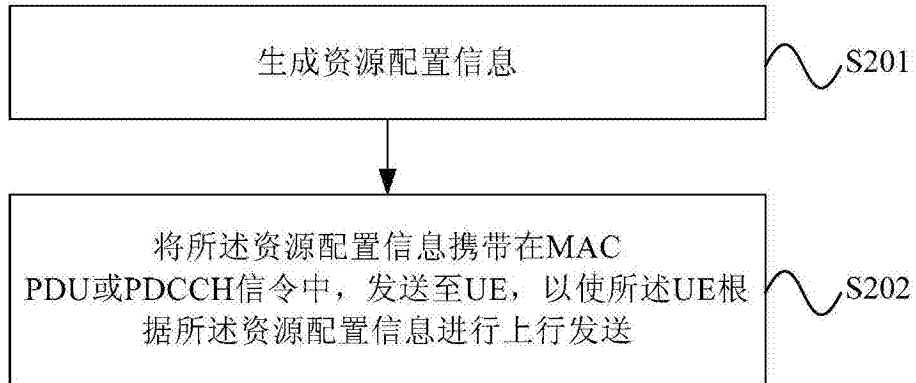 生成资源配置信息
S201
将所述资源配置信息携带在MAC
PDU或PDCCH信令中，发送至UE，以使所述UE根
据所述资源配置信息进行上行发送
S202